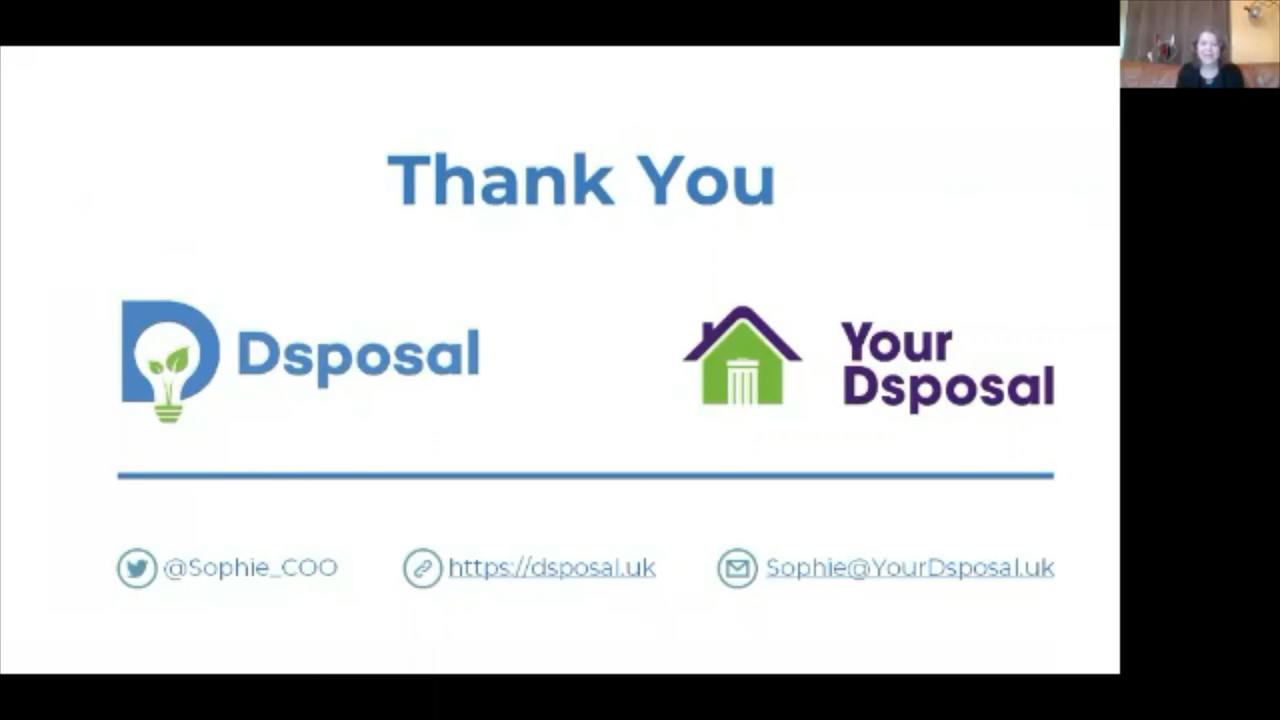 Thank You
Dsposal
Your
Dsposal
@Sophie_COO
https://dsposal.uk
Sophie@YourDsposal.uk